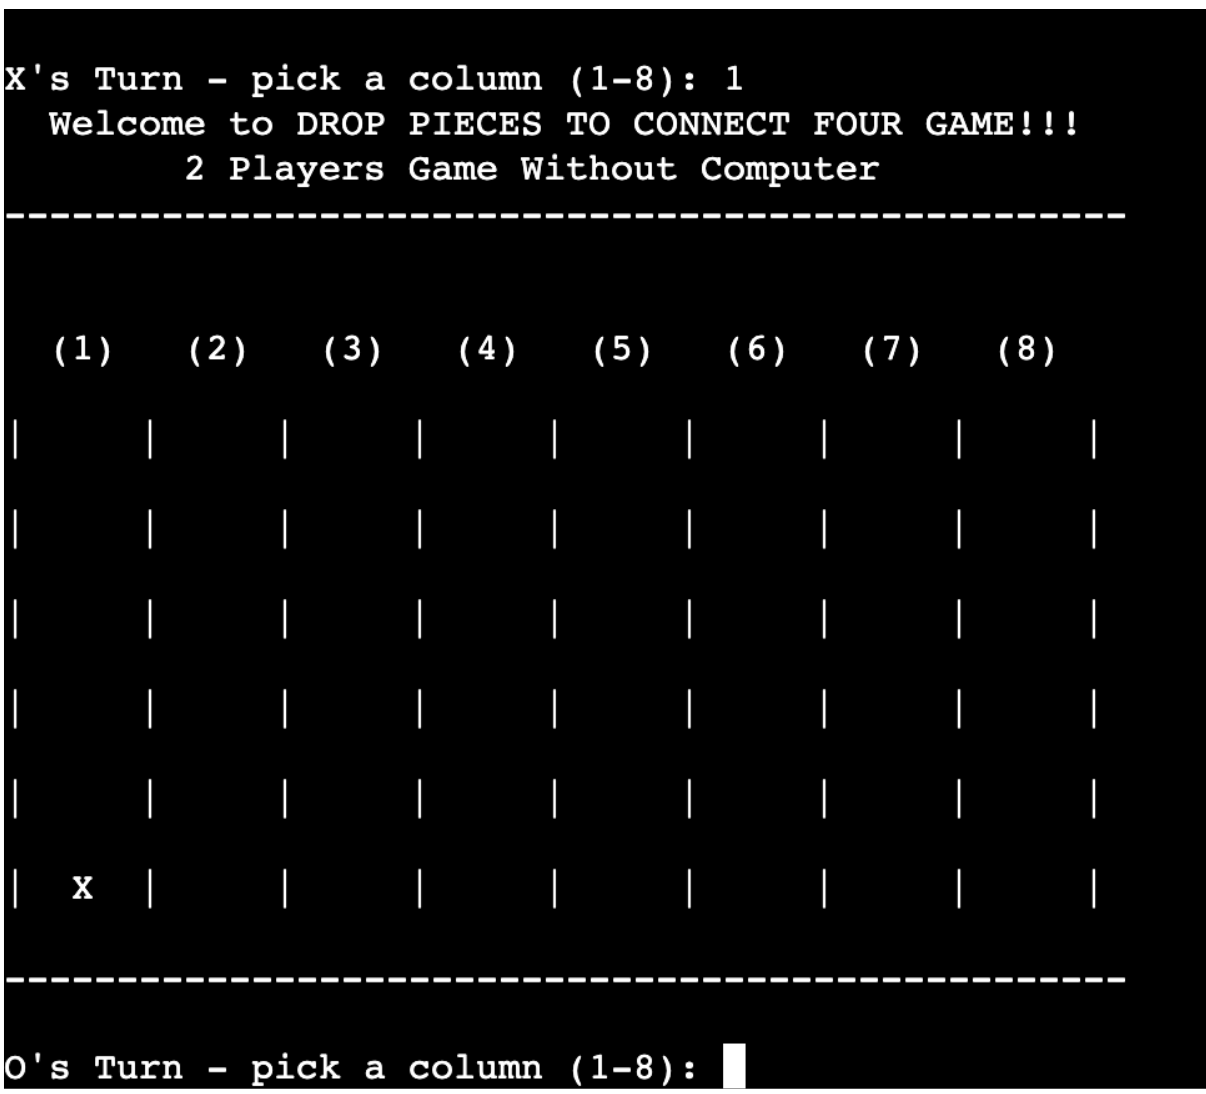 X's Turn - pick a column (1-8): 1
Welcome to DROP PIECES TO CONNECT FOUR GAME!!!
2 Players Game Without Computer
--------------------------------------------------
(1) (2) (3) (4) (5) (6) (7) (8)
| | | | | | | | |
| | | | | | | | |
| | | | | | | | |
| | | | | | | | |
| | | | | | | | |
| X | | | | | | | |
--------------------------------------------------
O's Turn - pick a column (1-8):